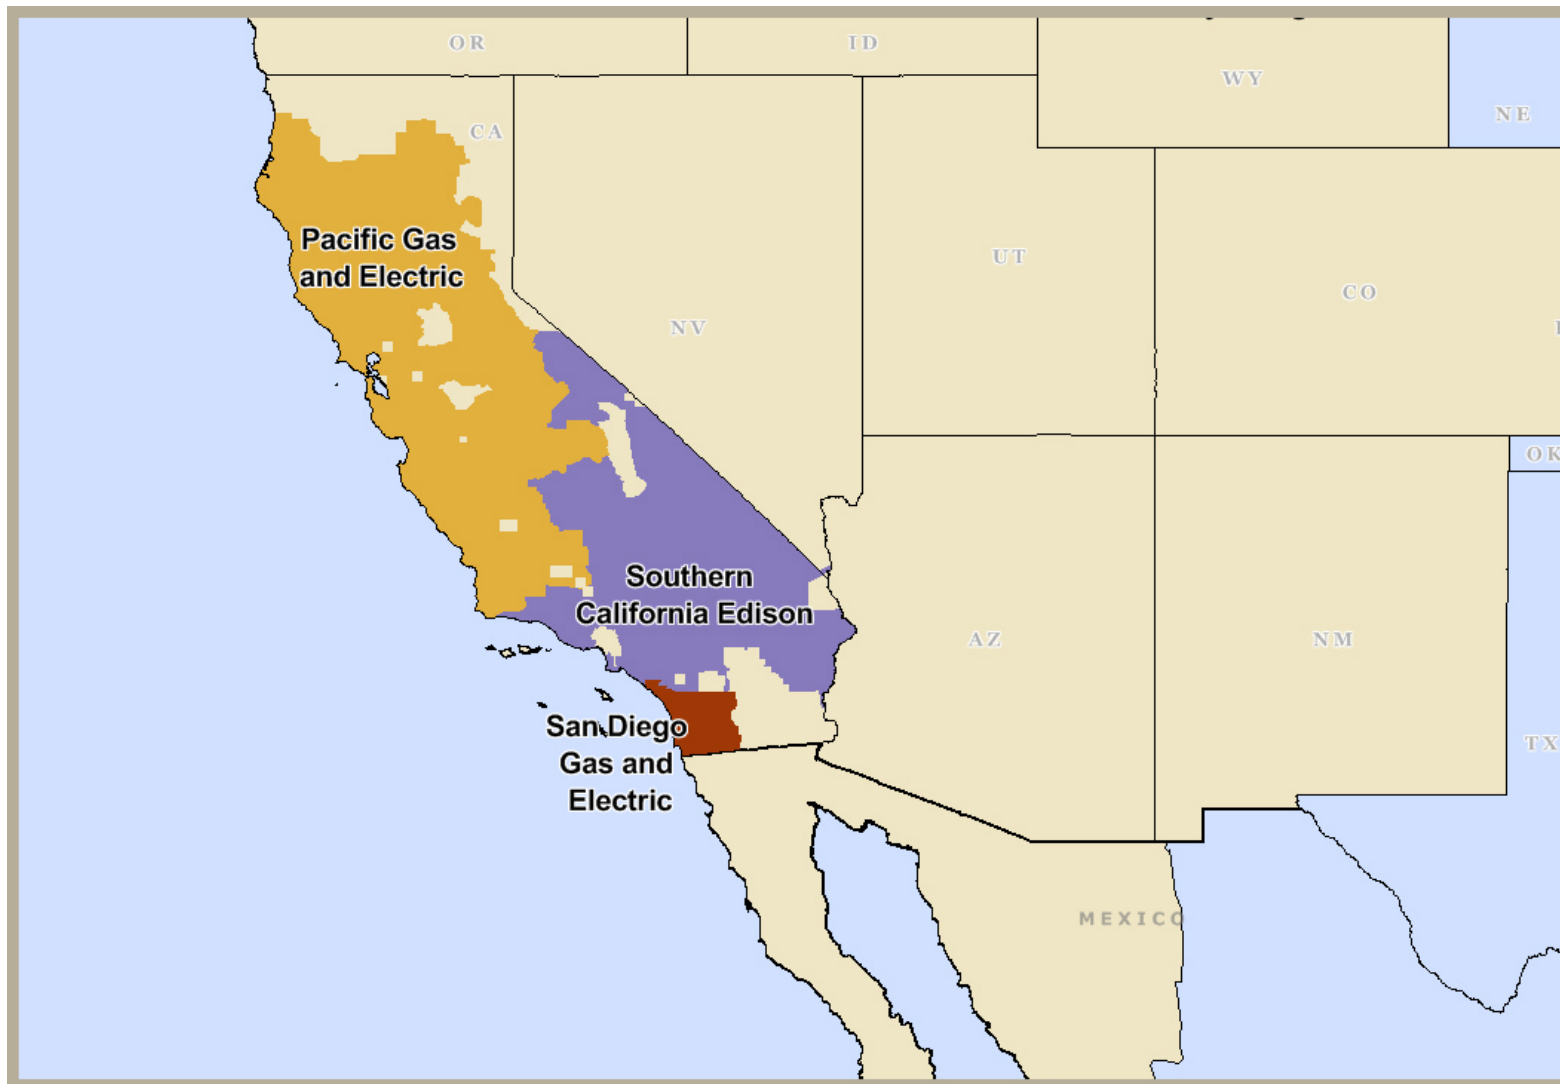 OR
ID
WY
NE
CA
Pacific Gas
and Electric
UT
CO
NV
OK
Southern
California Edison
AZ
NM
San Diego
Gas and
Electric
TX
MEXICO